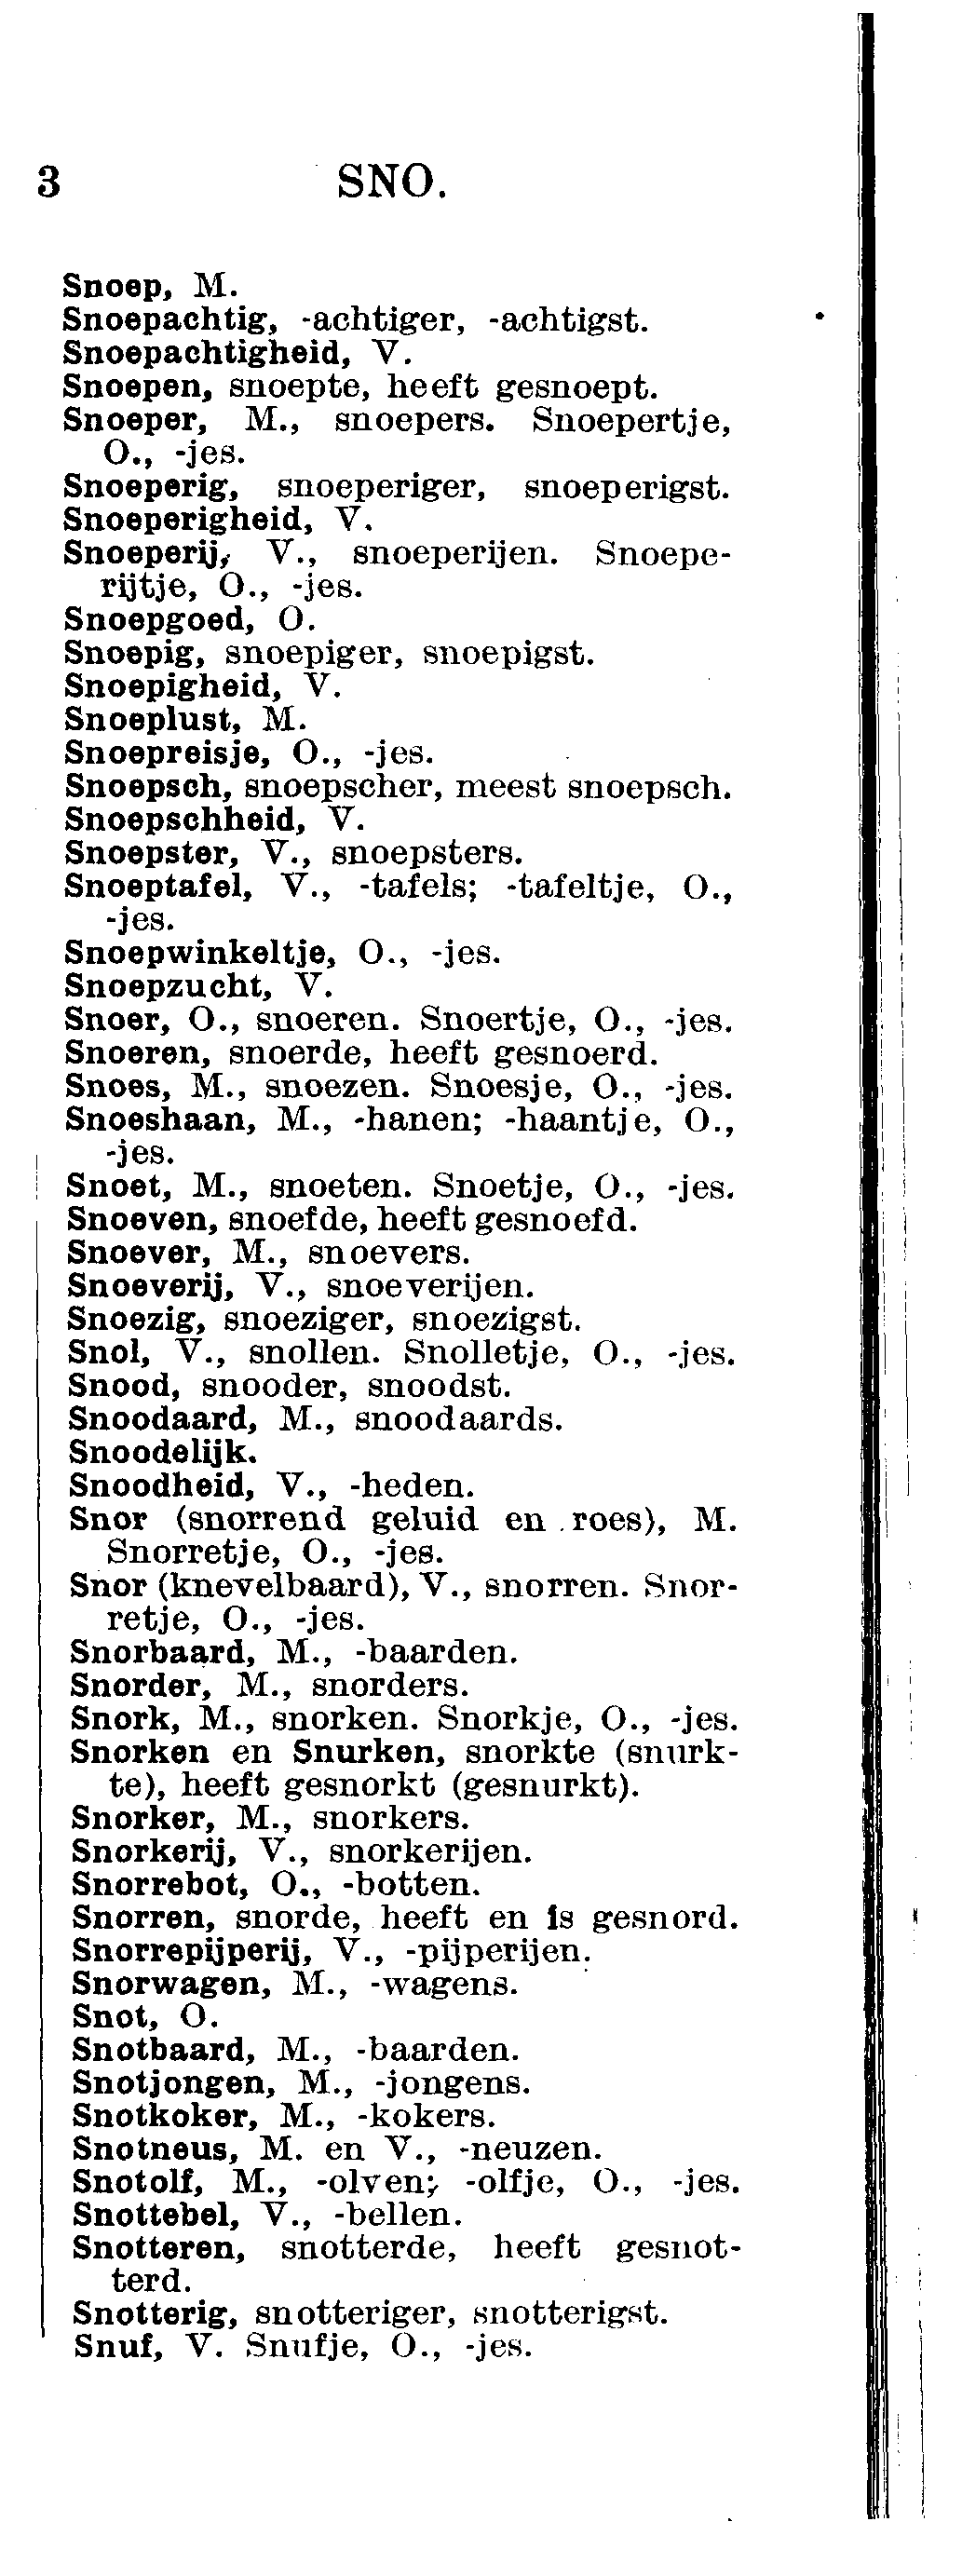 3 SNO.
Snoep, M.
Snoepachtig, -achtiger, -achtigst.
Snoepachtigheid, V.
Snoepen, snoepte, heeft gesnoept.
Snoeper, M., snoepers. Snoepertje,
O., -jes.
Snoeperig, snoeperiger, snoeperigst.
Snoeperigheid, V.
Snoeperij, V., snoeperijen. Snoepe-
rijtje, O., -jes.
Snoepgoed, O.
Snoepig, snoepiger, snoepigst.
Snoepigheid, V.
Snoeplust, M.
Snoepreisje, O., -jes.
Snoepsch, snoepscher, meest snoepsch.
Snoepschheid, V.
Snoepster, V., snoepsters.
Snoeptafel, V., -tafels; -tafeltje, O.,
-jes.
Snoepwinkeltje, O., -jes.
Snoepzucht, V.
Snoer, O., snoeren. Snoertje, O., -jes.
Snoeren, snoerde, heeft gesnoerd.
Snoes, M., snoezen. Snoesje, O., -jes.
Snoeshaan, M., -hanen; -haantje, O.,
-jes.
Snoet, M., snoeten. Snoetje, O., -jes.
Snoeven, snoefde, heeft gesnoefd.
Snoever, M., snoevers.
Snoeverij, V., snoeverijen.
Snoezig, snoeziger, snoezigst.
Snol, V., snollen. Snolletje, O., -jes.
Snood, snooder, snoodst.
Snoodaard, M., snoodaards.
Snoodelijk.
Snoodheid, V., -heden.
Snor (snorrend geluid en roes), M.
Snorretje, O., -jes.
Snor (knevelbaard), V., snorren. Snor-
retje, O., -jes.
Snorbaard, M., -baarden.
Snorder, M., snorders.
Snork, M., snorken. Snorkje, O., -jes.
Snorken en Snurken, snorkte (snurk-
te), heeft gesnorkt (gesnurkt).
Snorker, M., snorkers.
Snorkerij, V., snorkerijen.
Snorrebot, O., -botten.
Snorren, snorde, heeft en is gesnord.
Snorrepijperij, V., -pijperijen.
Snorwagen, M., -wagens.
Snot, O.
Snotbaard, M., -baarden.
Snotjongen, M., -jongens.
Snotkoker, M., -kokers.
Snotneus, M. en V., -neuzen.
Snotolf, M., -olven; -olfje, O., -jes.
Snottebel, V., -bellen.
Snotteren, snotterde, heeft gesnot-
terd.
Snotterig, snotteriger, snotterigst.
Snuf, V. Snufje, O., -jes.